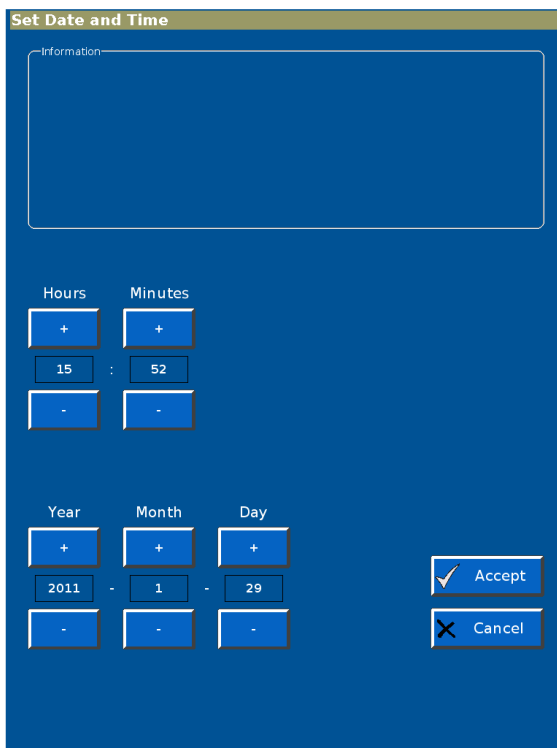 Set Date and Time
Information
Hours Minutes
+ +
15 : 52
- -
Year Month Day
+ + +
2011 - 1 - 29
- - -
Accept
Cancel